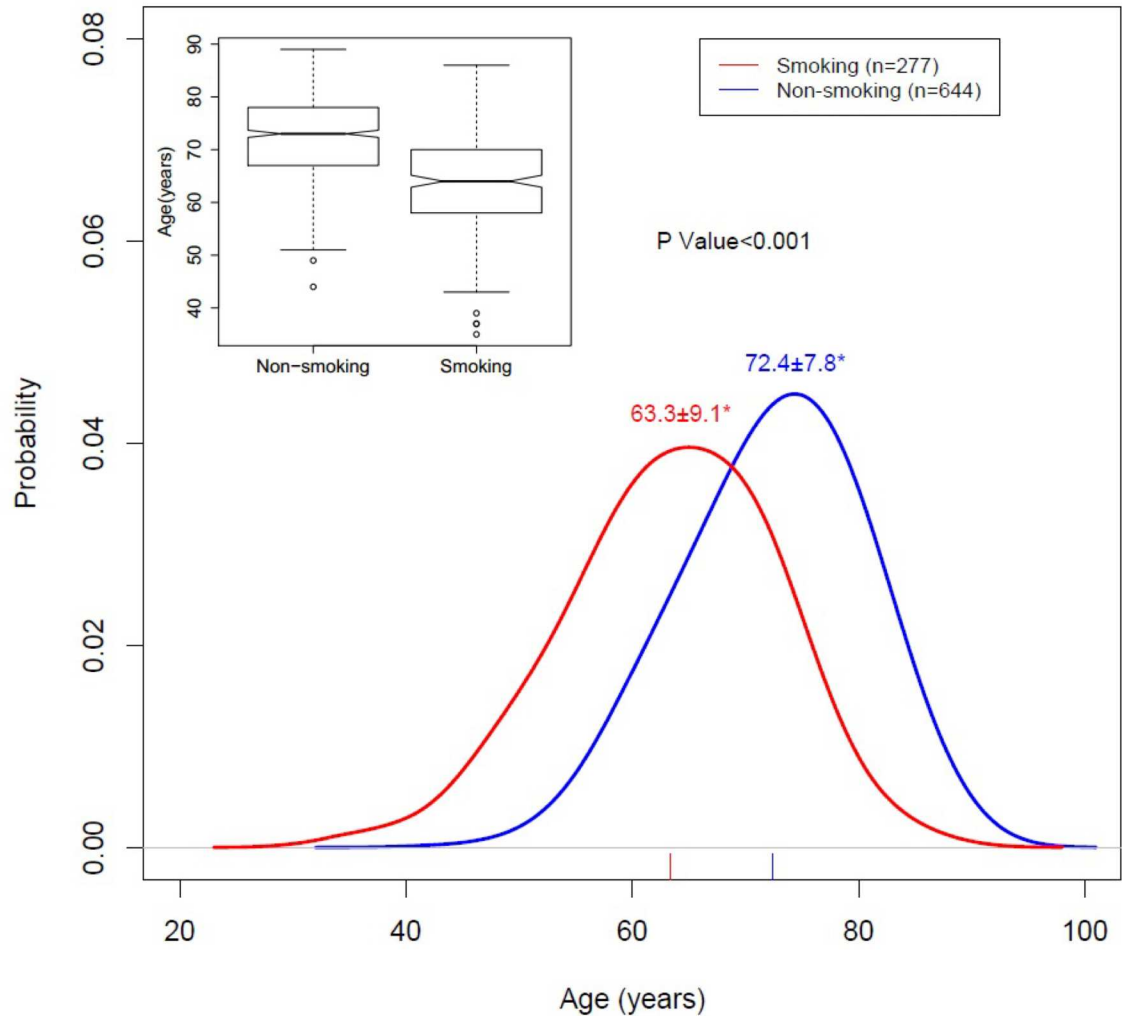 0.08
0.06
0.04
0.02
0.00
Probability
90
80
70
60
50
40
Age(years)
Non-smoking
Smoking
Smoking (n=277)
Non-smoking (n=644)
P Value<0.001
72.4±7.8*
63.3±9.1*
20
40
60
80
100
Age (years)